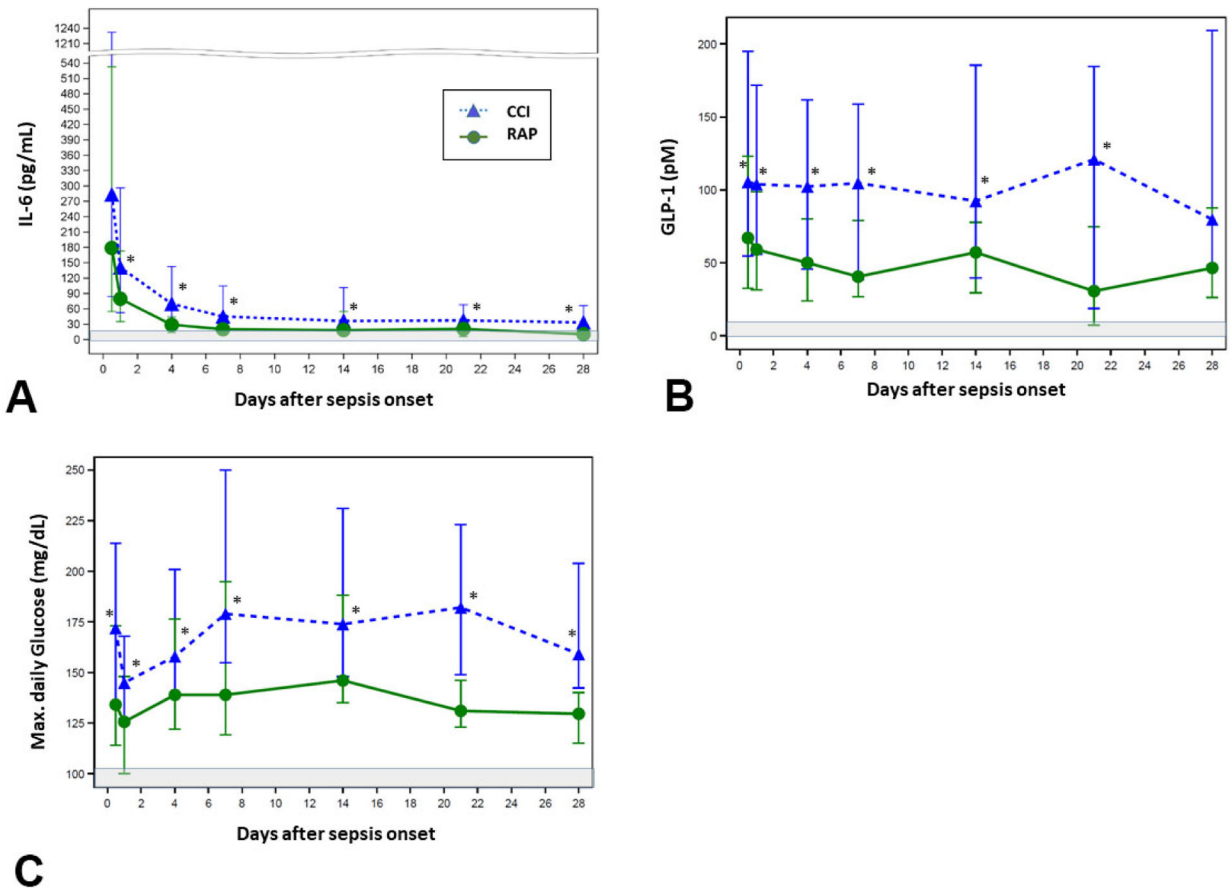 1240
1210
540
510
480
450
420
390
360
330
300
270
240
210
180
150
120
90
60
30
0
IL-6 (pg/mL)
CCI
RAP
* * * * * *
0 2 4 6 8 10 12 14 16 18 20 22 24 26 28
Days after sepsis onset
A
200
150
100
50
0
GLP-1 (pM)
* * * * * *
0 2 4 6 8 10 12 14 16 18 20 22 24 26 28
Days after sepsis onset
B
250
225
200
175
150
125
100
Max. daily Glucose (mg/dL)
* * * * * * *
0 2 4 6 8 10 12 14 16 18 20 22 24 26 28
Days after sepsis onset
C